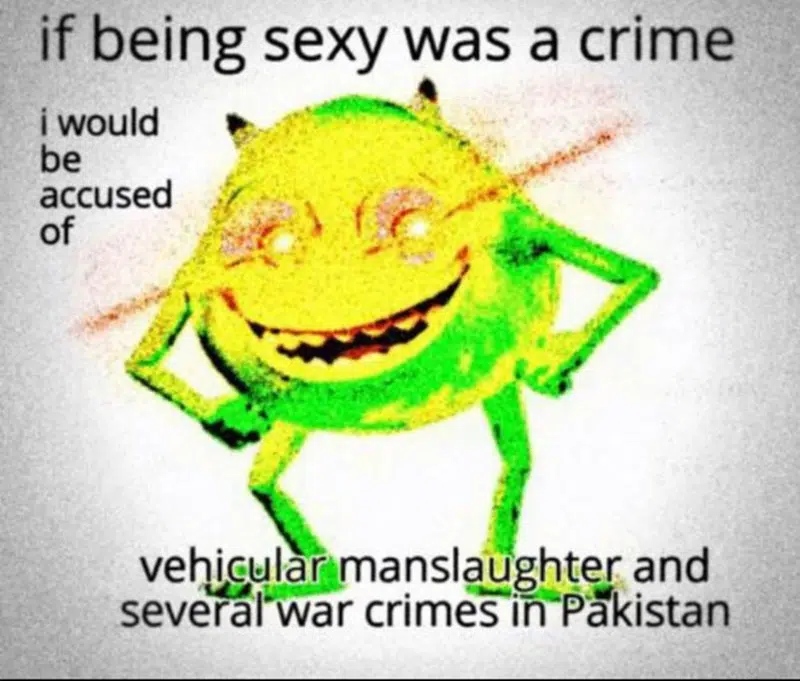 if being sexy was a crime
i would
be
accused
of
vehicular manslaughter and
several war crimes in Pakistan